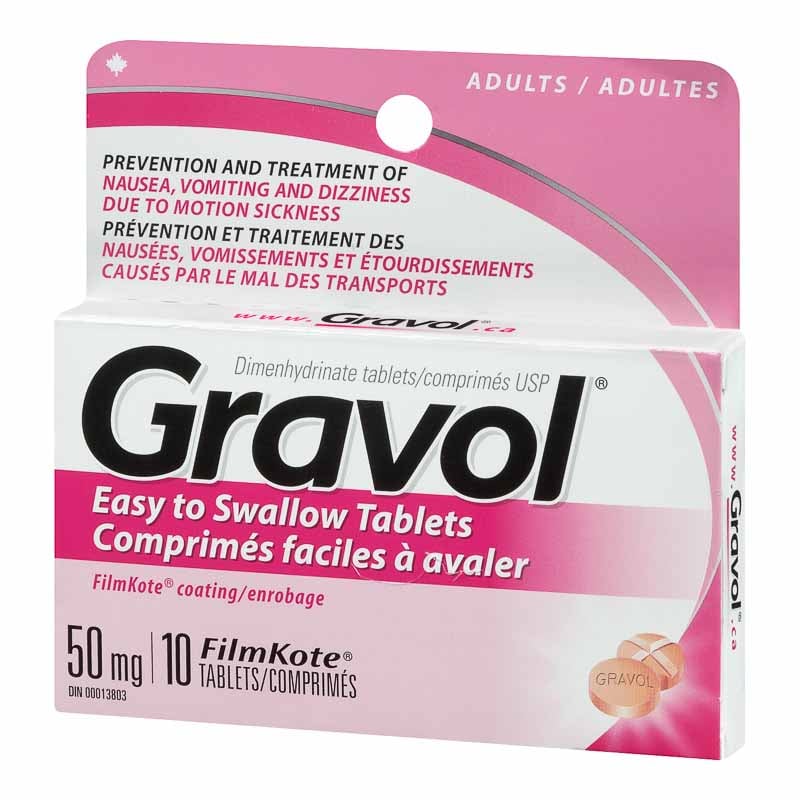 ADULTS / ADULTES
PREVENTION AND TREATMENT OF
NAUSEA, VOMITING AND DIZZINESS
DUE TO MOTION SICKNESS
PRÉVENTION ET TRAITEMENT DES
NAUSÉES, VOMISSEMENTS ET ÉTOURDISSEMENTS
CAUSÉS PAR LE MAL DES TRANSPORTS
www.Gravol®.ca
Dimenhydrinate tablets/comprimés USP
Gravol®
Easy to Swallow Tablets
Comprimés faciles à avaler
FilmKote® coating/enrobage
50 mg | 10 FilmKote®
TABLETS/COMPRIMÉS
DIN 00013803
GRAVOL
www.Gravol®.ca